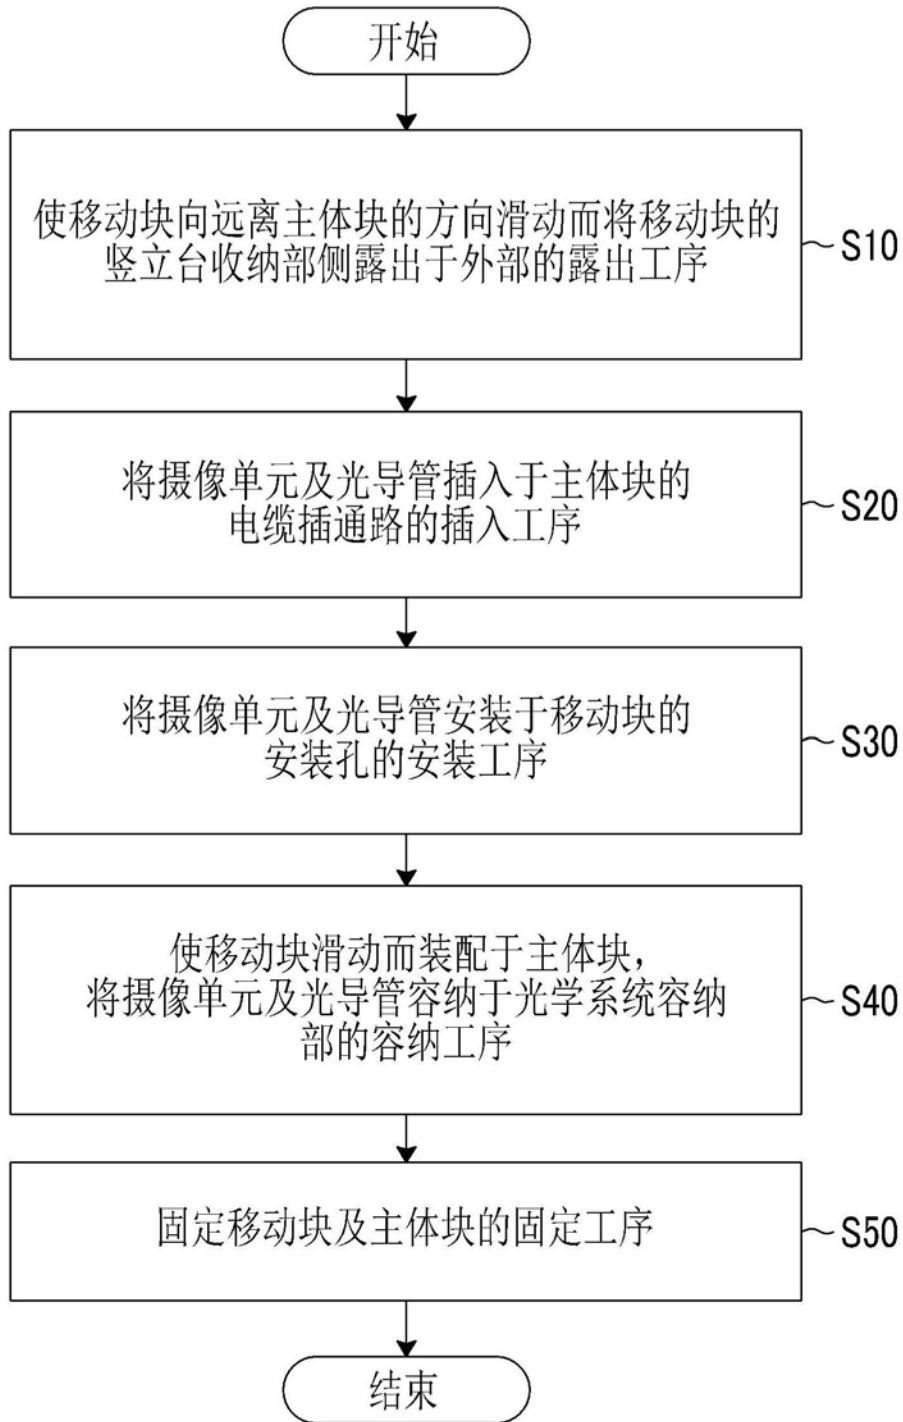 开始
使移动块向远离主体块的方向滑动而将移动块的
竖立台收纳部侧露出于外部的露出工序
S10
将摄像单元及光导管插入于主体块的
电缆插通路的插入工序
S20
将摄像单元及光导管安装于移动块的
安装孔的安装工序
S30
使移动块滑动而装配于主体块，
将摄像单元及光导管容纳于光学系统容纳
部的容纳工序
S40
固定移动块及主体块的固定工序
S50
结束